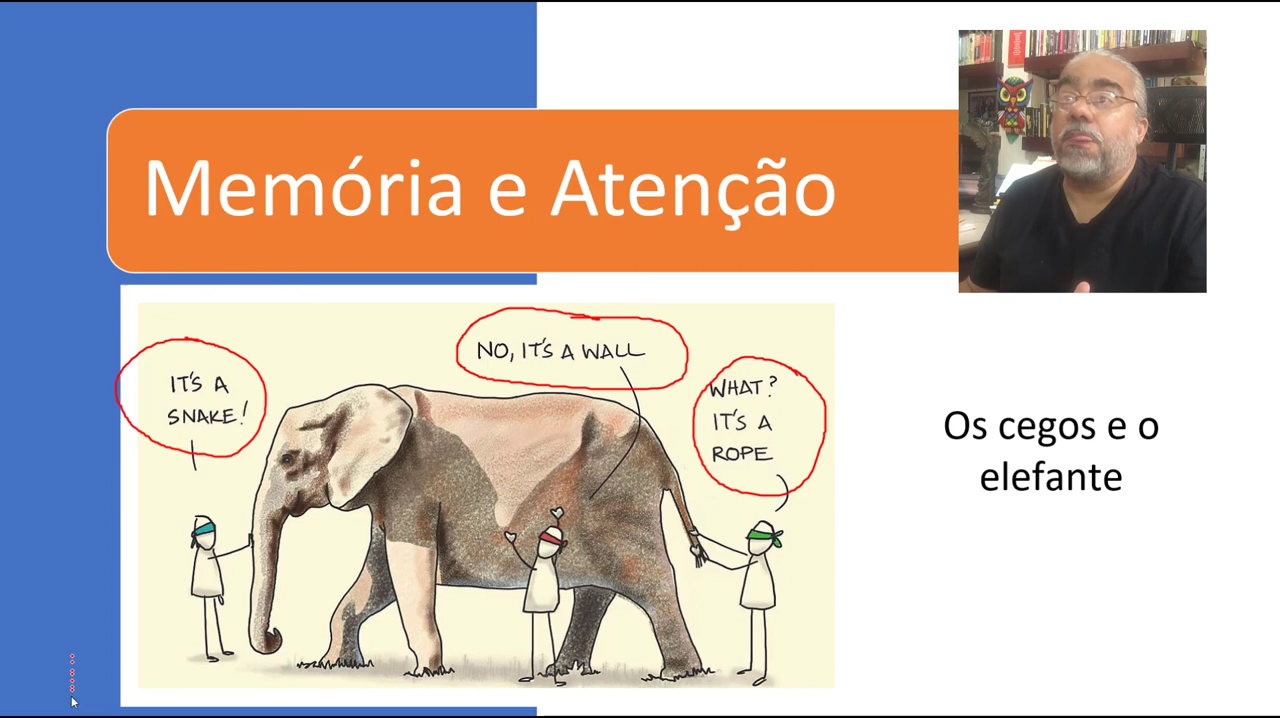 Memória e Atenção
IT'S A
SNAKE!
NO, IT'S A WALL
WHAT?
IT'S A
ROPE
Os cegos e o
elefante